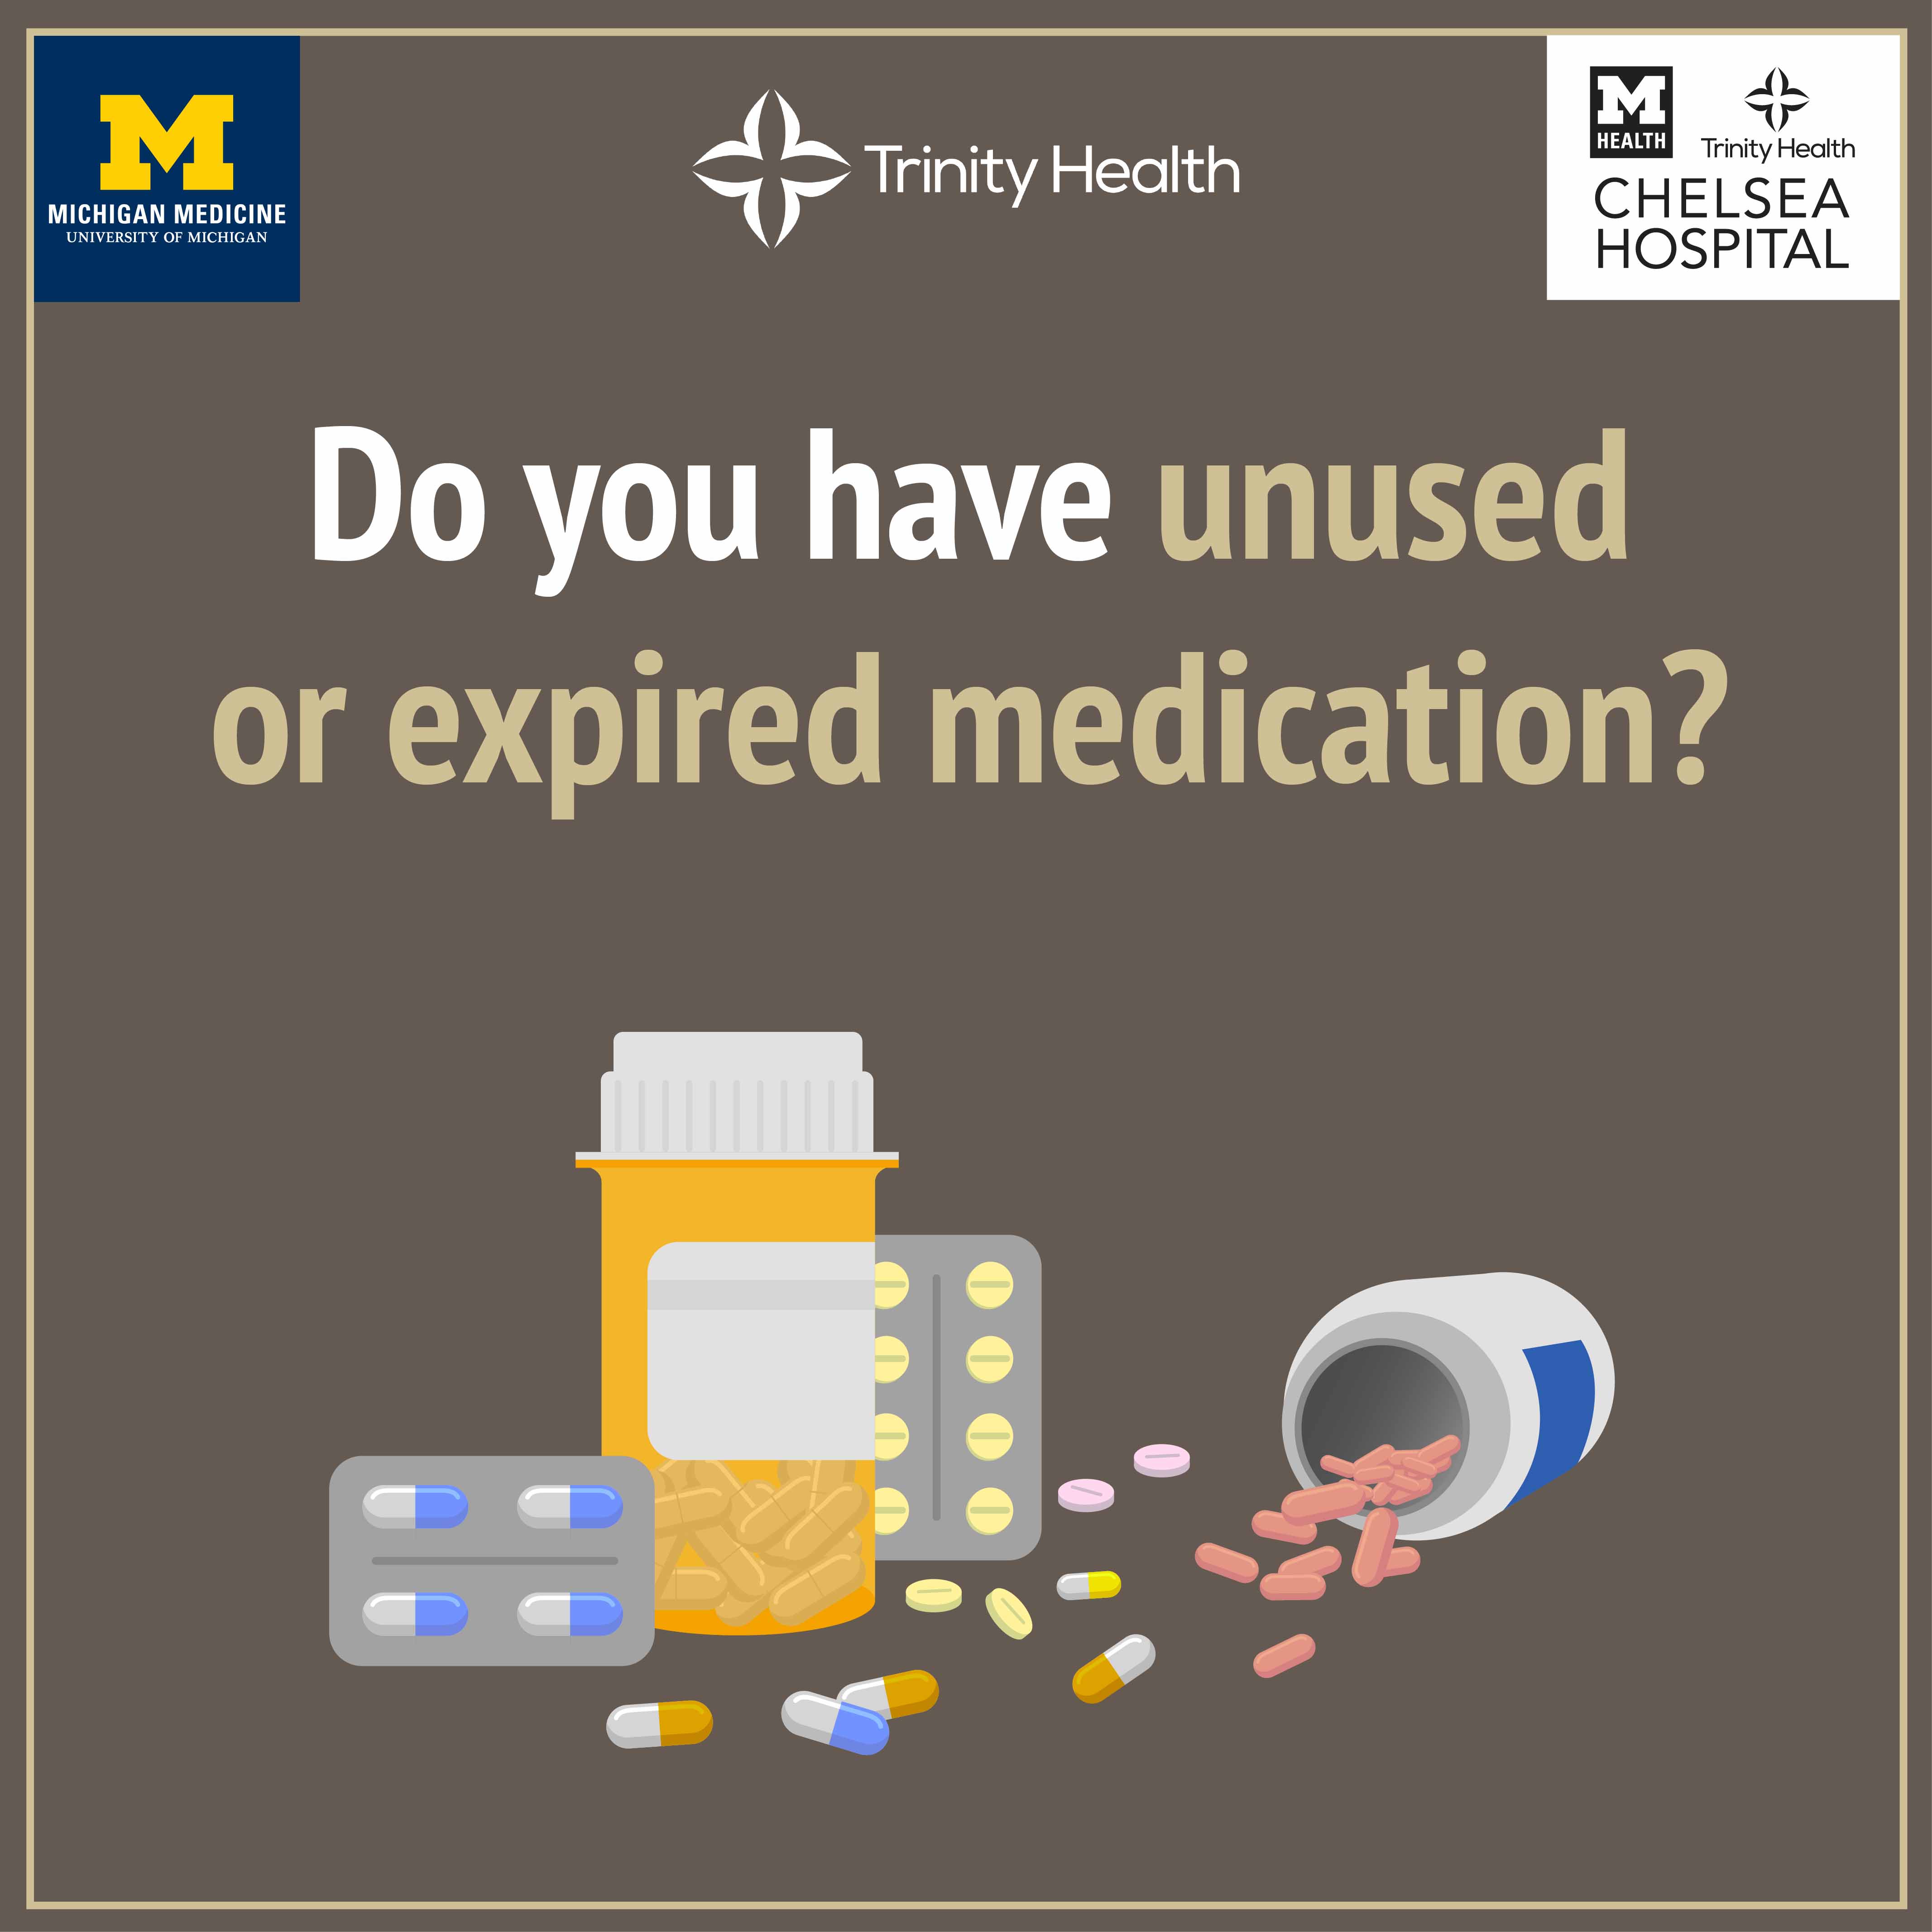 M
MICHIGAN MEDICINE
UNIVERSITY OF MICHIGAN
Trinity Health
M
HEALTH
Trinity Health
CHELSEA
HOSPITAL
Do you have unused
or expired medication?